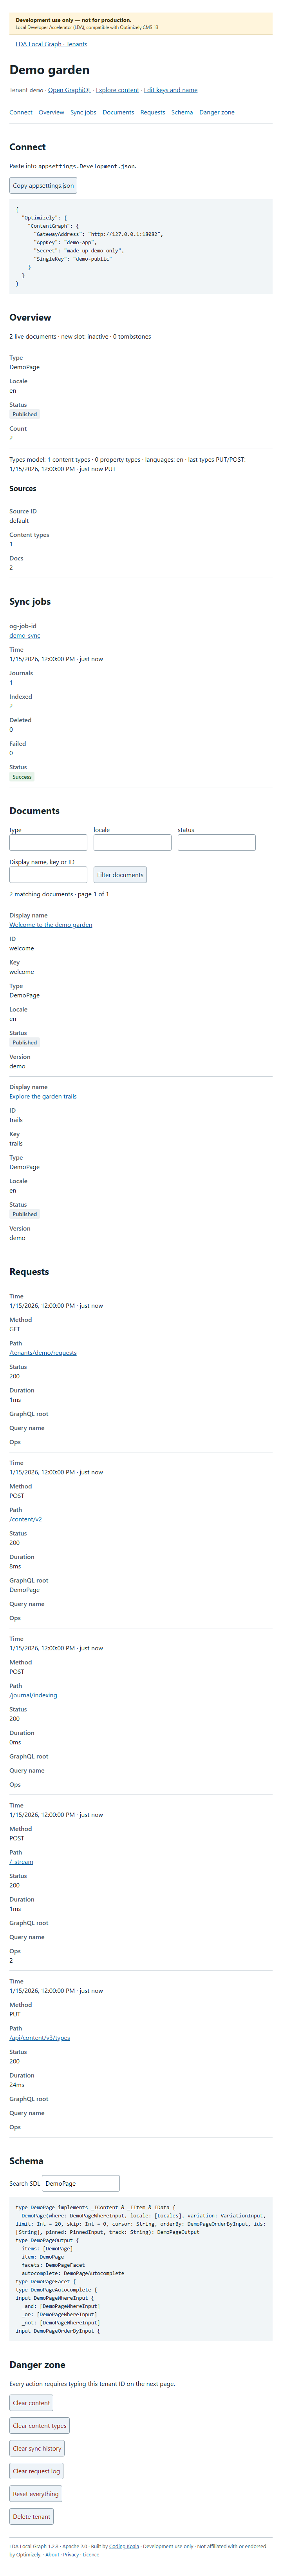 Development use only — not for production.
Local Developer Accelerator (LDA), compatible with Optimizely CMS 13
LDA Local Graph · Tenants
Demo garden
Tenant demo · Open GraphiQL · Explore content · Edit keys and name
Connect Overview Sync jobs Documents Requests Schema Danger zone
Connect
Paste into appsettings.Development.json.
Copy appsettings.json
{
"Optimizely": {
"ContentGraph": {
"GatewayAddress": "http://127.0.0.1:18082",
"AppKey": "demo-app",
"Secret": "made-up-demo-only",
"SingleKey": "demo-public"
}
}
}
Overview
2 live documents · new slot: inactive · 0 tombstones
Type
DemoPage
Locale
en
Status
Published
Count
2
Types model: 1 content types · 0 property types · languages: en · last types PUT/POST:
1/15/2026, 12:00:00 PM · just now PUT
Sources
Source ID
default
Content types
1
Docs
2
Sync jobs
og-job-id
demo-sync
Time
1/15/2026, 12:00:00 PM · just now
Journals
1
Indexed
2
Deleted
0
Failed
0
Status
Success
Documents
type locale status
Display name, key or ID
Filter documents
2 matching documents · page 1 of 1
Display name
Welcome to the demo garden
ID
welcome
Key
welcome
Type
DemoPage
Locale
en
Status
Published
Version
demo
Display name
Explore the garden trails
ID
trails
Key
trails
Type
DemoPage
Locale
en
Status
Published
Version
demo
Requests
Time
1/15/2026, 12:00:00 PM · just now
Method
GET
Path
/tenants/demo/requests
Status
200
Duration
1ms
GraphQL root
Query name
Ops
Time
1/15/2026, 12:00:00 PM · just now
Method
POST
Path
/content/v2
Status
200
Duration
8ms
GraphQL root
DemoPage
Query name
Ops
Time
1/15/2026, 12:00:00 PM · just now
Method
POST
Path
/journal/indexing
Status
200
Duration
0ms
GraphQL root
Query name
Ops
Time
1/15/2026, 12:00:00 PM · just now
Method
POST
Path
/_stream
Status
200
Duration
1ms
GraphQL root
Query name
Ops
2
Time
1/15/2026, 12:00:00 PM · just now
Method
PUT
Path
/api/content/v3/types
Status
200
Duration
24ms
GraphQL root
Query name
Ops
Schema
Search SDL DemoPage
type DemoPage implements _IContent & _IItem & IData {
DemoPage(where: DemoPageWhereInput, locale: [Locales], variation: VariationInput,
limit: Int = 20, skip: Int = 0, cursor: String, orderBy: DemoPageOrderByInput, ids:
[String], pinned: PinnedInput, track: String): DemoPageOutput
type DemoPageOutput {
items: [DemoPage]
item: DemoPage
facets: DemoPageFacet
autocomplete: DemoPageAutocomplete
type DemoPageFacet {
type DemoPageAutocomplete {
input DemoPageWhereInput {
_and: [DemoPageWhereInput]
_or: [DemoPageWhereInput]
_not: [DemoPageWhereInput]
input DemoPageOrderByInput {
Danger zone
Every action requires typing this tenant ID on the next page.
Clear content
Clear content types
Clear sync history
Clear request log
Reset everything
Delete tenant
LDA Local Graph 1.2.3 · Apache 2.0 · Built by Coding Koala · Development use only · Not affiliated with or endorsed
by Optimizely. · About · Privacy · Licence